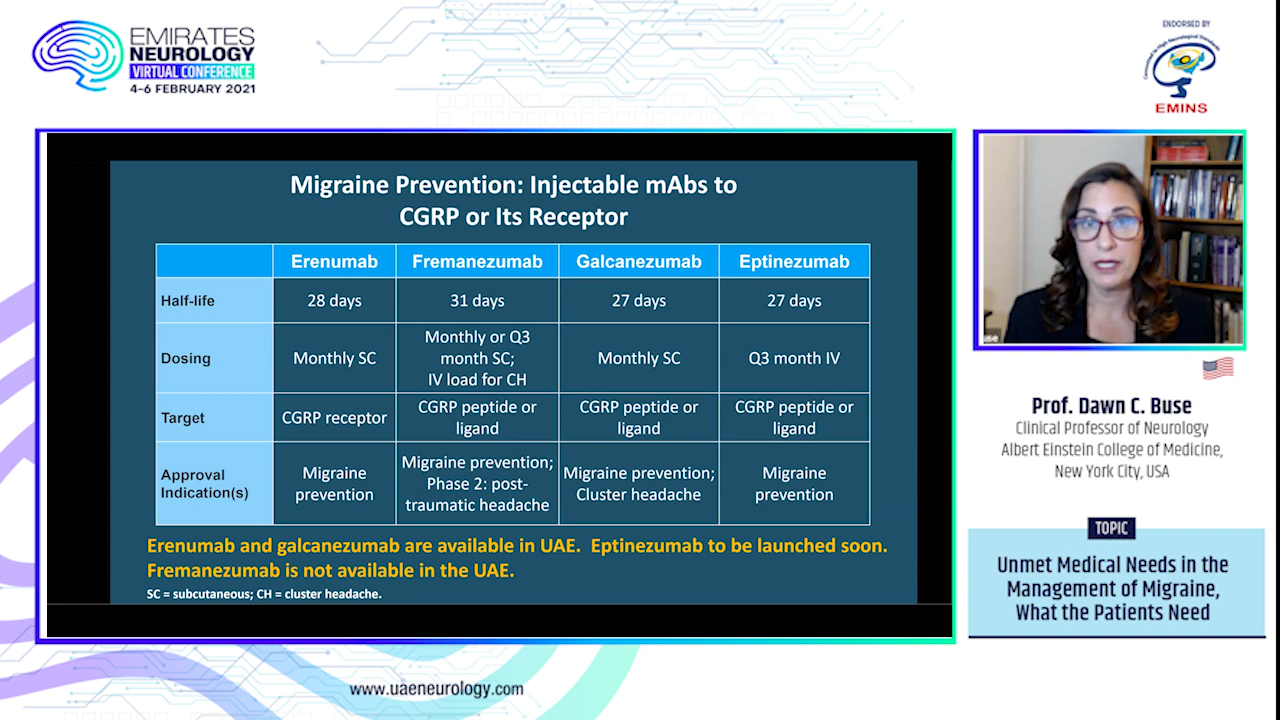 EMIRATES
NEUROLOGY
VIRTUAL CONFERENCE
4-6 FEBRUARY 2021
ENDORSED BY
EMINS
Migraine Prevention: Injectable mAbs to
CGRP or Its Receptor
Erenumab Fremanezumab Galcanezumab Eptinezumab
Half-life 28 days 31 days 27 days 27 days
Dosing Monthly SC Monthly or Q3
month SC;
IV load for CH Monthly SC Q3 month IV
Target CGRP receptor CGRP peptide or
ligand CGRP peptide or
ligand CGRP peptide or
ligand
Approval
Indication(s) Migraine
prevention Migraine prevention;
Phase 2: post-
traumatic headache Migraine prevention;
Cluster headache Migraine
prevention
Erenumab and galcanezumab are available in UAE. Eptinezumab to be launched soon.
Fremanezumab is not available in the UAE.
SC = subcutaneous; CH = cluster headache.
Prof. Dawn C. Buse
Clinical Professor of Neurology
Albert Einstein College of Medicine,
New York City, USA
TOPIC
Unmet Medical Needs in the
Management of Migraine,
What the Patients Need
www.uaeneurology.com